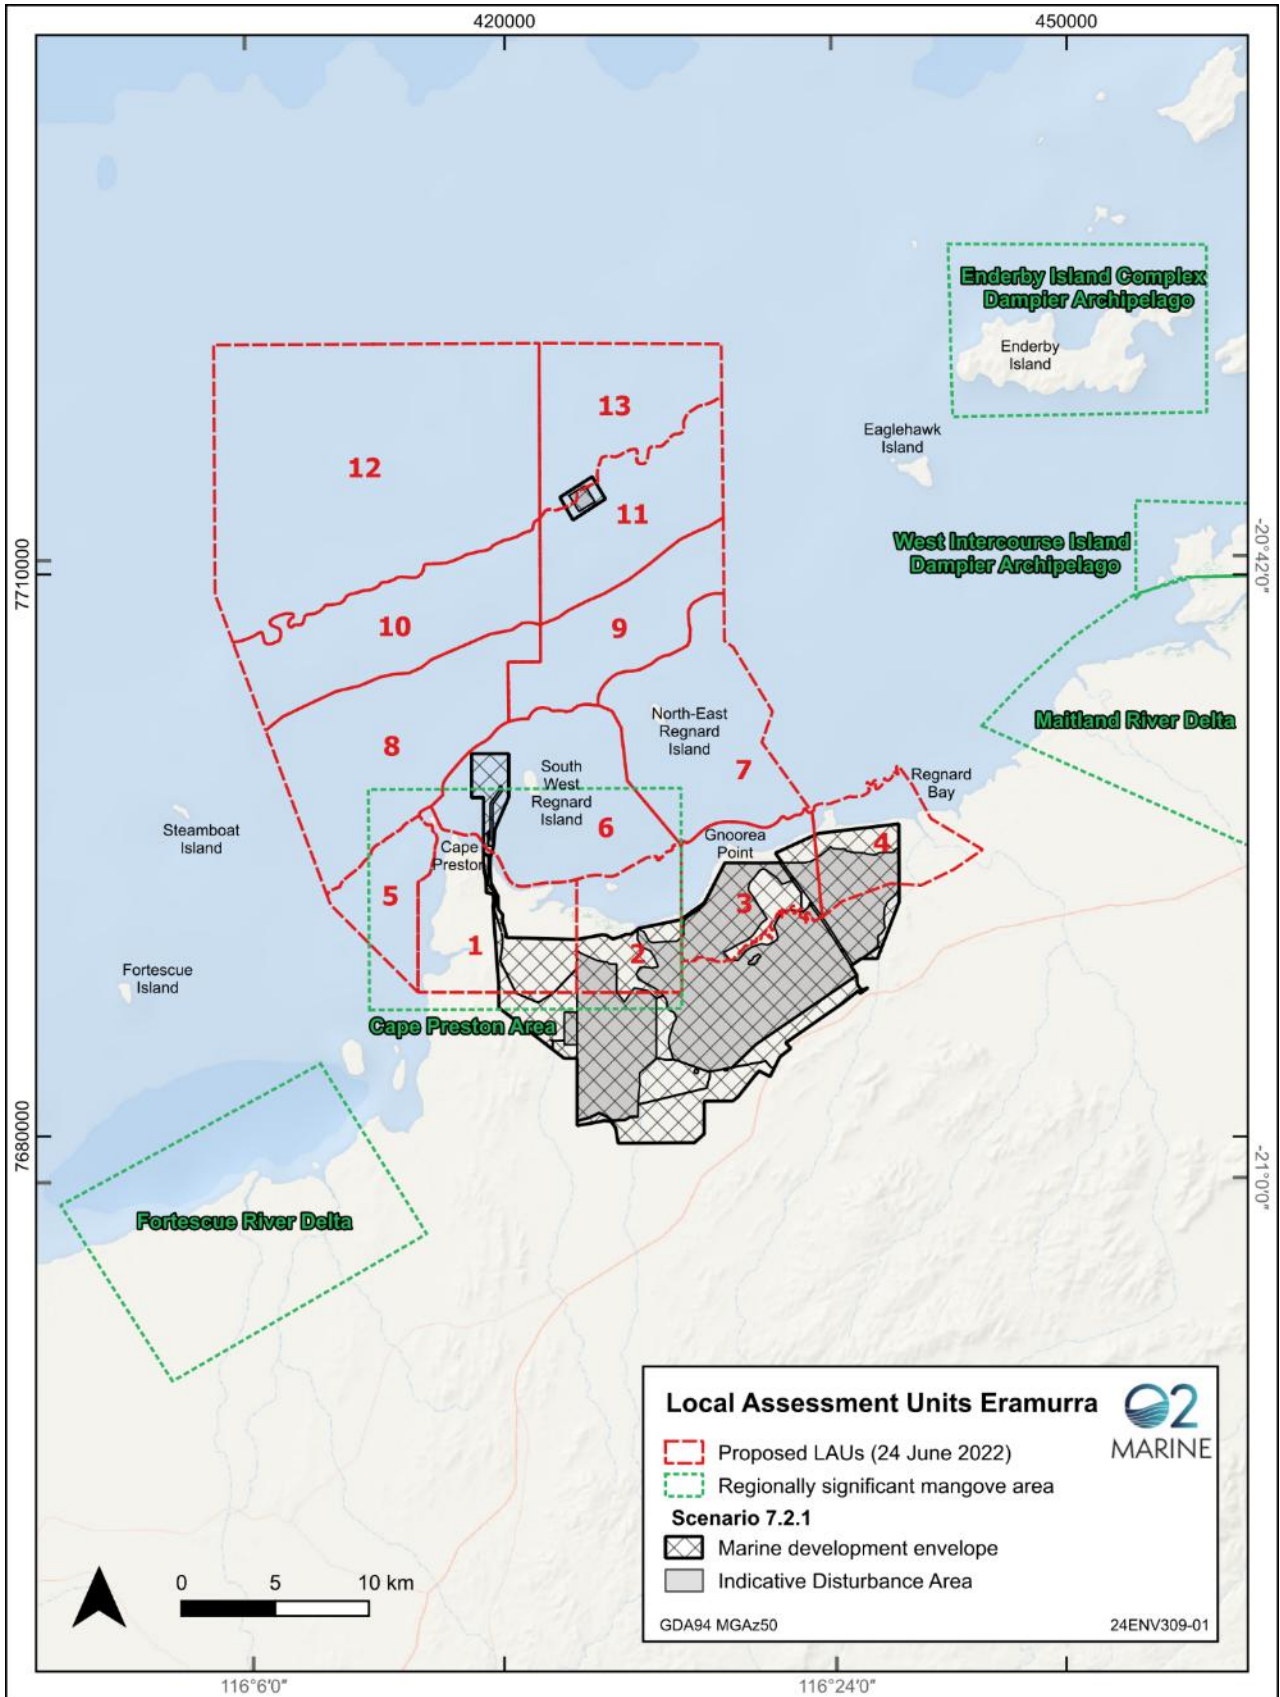 420000
450000
Enderby Island Complex
Dampier Archipelago
Enderby
Island
13
Eaglehawk
Island
12
11
West Intercourse Island
Dampier Archipelago
7710000
-20°42'0"
10
9
North-East
Regnard
Island
Maitland River Delta
8
South
West
Regnard
Island
7
Regnard
Bay
Steamboat
Island
6
Gnoorea
Point
4
Cape
Preston
5
3
1
2
Fortescue
Island
Cape Preston Area
7680000
-21°0'0"
Fortescue River Delta
Local Assessment Units Eramurra
O2
MARINE
Proposed LAUs (24 June 2022)
Regionally significant mangove area
Scenario 7.2.1
Marine development envelope
Indicative Disturbance Area
0 5 10 km
GDA94 MGAz50
24ENV309-01
116°6'0"
116°24'0"